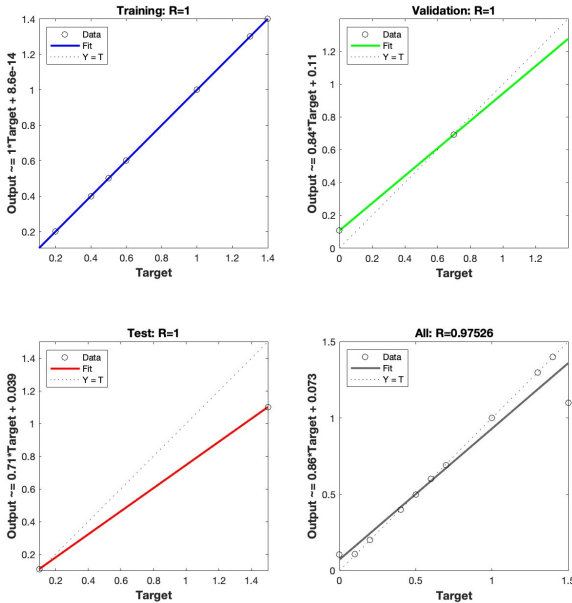 Training: R=1
Data
Fit
Y = T
Output ~= 1*Target + 8.6e-14
1.4
1.2
1
0.8
0.6
0.4
0.2
0.2 0.4 0.6 0.8 1 1.2 1.4
Target
Validation: R=1
Data
Fit
Y = T
Output ~= 0.84*Target + 0.11
1.2
1
0.8
0.6
0.4
0.2
0
0 0.2 0.4 0.6 0.8 1 1.2
Target
Test: R=1
Data
Fit
Y = T
Output ~= 0.71*Target + 0.039
1.4
1.2
1
0.8
0.6
0.4
0.2
0.2 0.4 0.6 0.8 1 1.2 1.4
Target
All: R=0.97526
Data
Fit
Y = T
Output ~= 0.86*Target + 0.073
1.5
1
0.5
0
0 0.5 1 1.5
Target